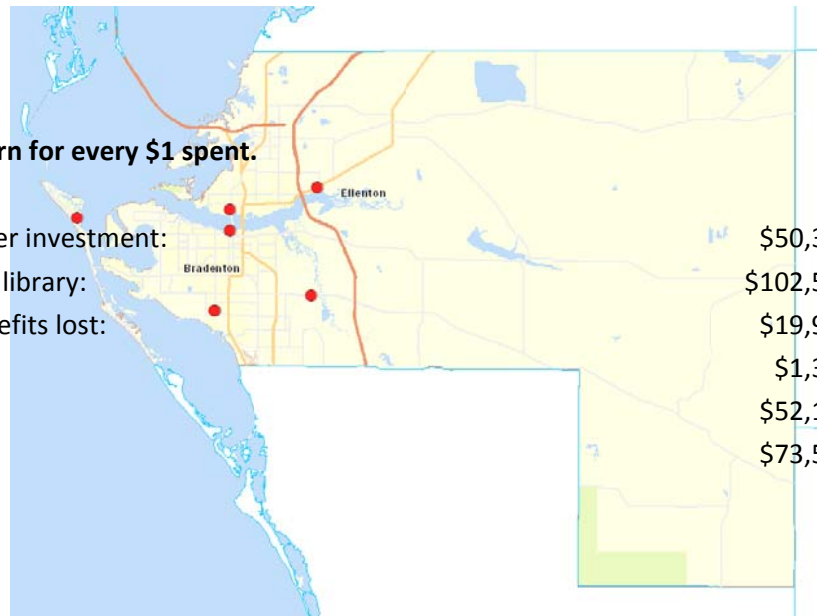 rn for every $1 spent.
Ellenton
er investment: $50,3
Bradenton
library: $102,5
efits lost: $19,9
$1,3
$52,1
$73,5